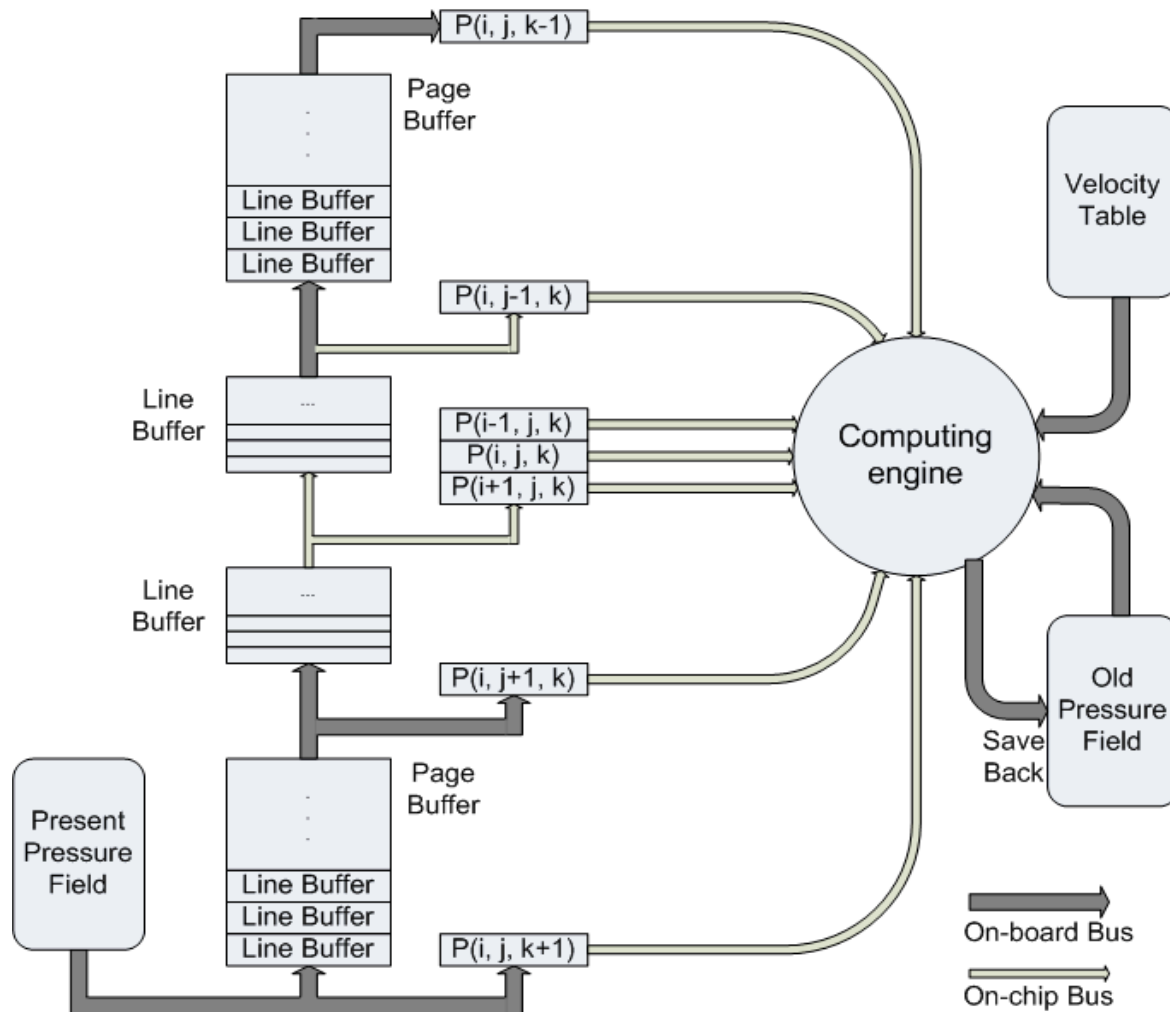 P(i, j, k-1)
Page
Buffer
.
.
.
Line Buffer
Line Buffer
Line Buffer
Velocity
Table
P(i, j-1, k)
Line
Buffer
...
P(i-1, j, k)
P(i, j, k)
P(i+1, j, k)
Computing
engine
Line
Buffer
...
P(i, j+1, k)
Old
Pressure
Field
Save
Back
Page
Buffer
.
.
.
Line Buffer
Line Buffer
Line Buffer
Present
Pressure
Field
P(i, j, k+1)
On-board Bus
On-chip Bus